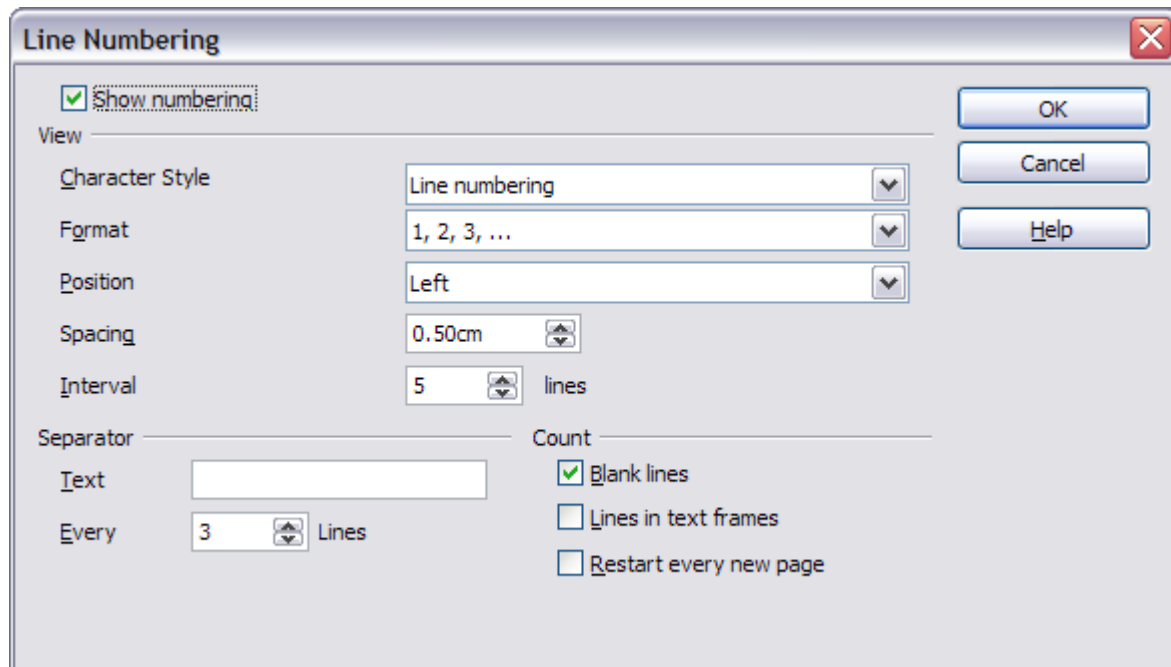 Line Numbering
Show numbering
OK
View
Cancel
Character Style
Line numbering
Format
1, 2, 3, ...
Help
Position
Left
Spacing
0.50cm
Interval
5 lines
Separator
Count
Text
Blank lines
Lines in text frames
Every 3 Lines
Restart every new page